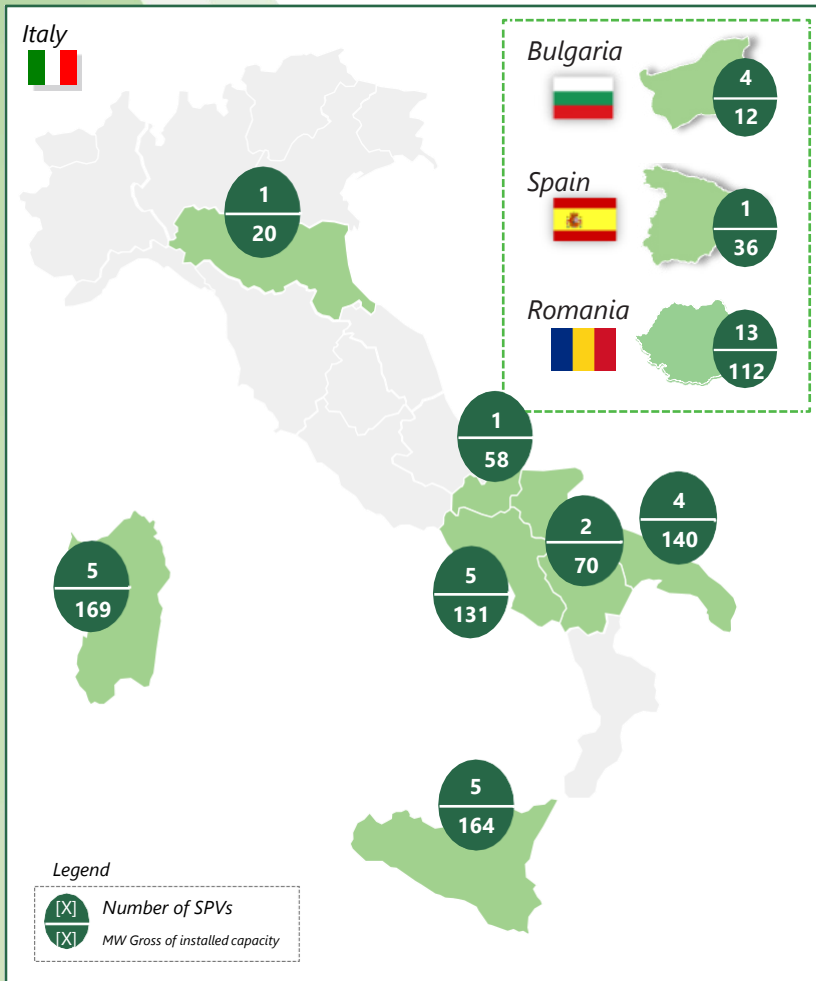 Italy
Bulgaria
4
12
Spain
1
36
Romania
13
112
1
20
1
58
4
140
2
70
5
131
5
169
5
164
Legend
[X] Number of SPVs
[X] MW Gross of installed capacity